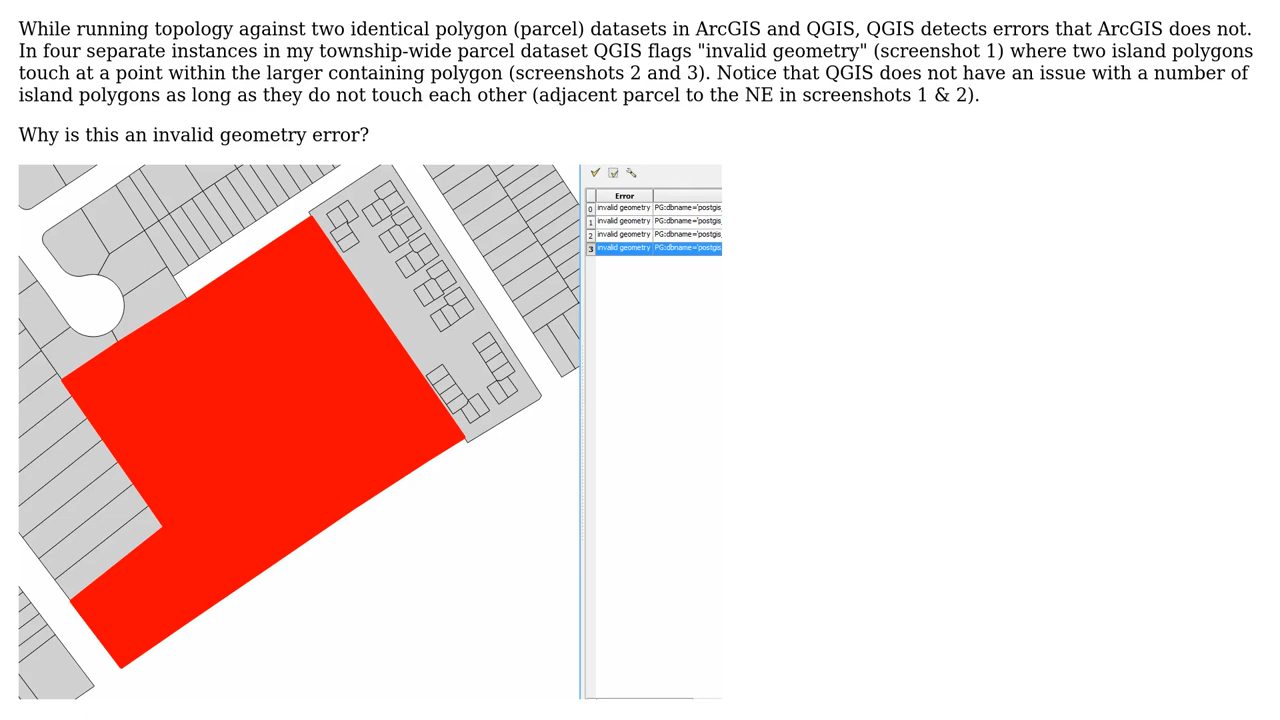 While running topology against two identical polygon (parcel) datasets in ArcGIS and QGIS, QGIS detects errors that ArcGIS does not.
In four separate instances in my township-wide parcel dataset QGIS flags "invalid geometry" (screenshot 1) where two island polygons
touch at a point within the larger containing polygon (screenshots 2 and 3). Notice that QGIS does not have an issue with a number of
island polygons as long as they do not touch each other (adjacent parcel to the NE in screenshots 1 & 2).
Why is this an invalid geometry error?
Error
0 invalid geometry PG:dbname='postgis
1 invalid geometry PG:dbname='postgis
2 invalid geometry PG:dbname='postgis
3 invalid geometry PG:dbname='postgis